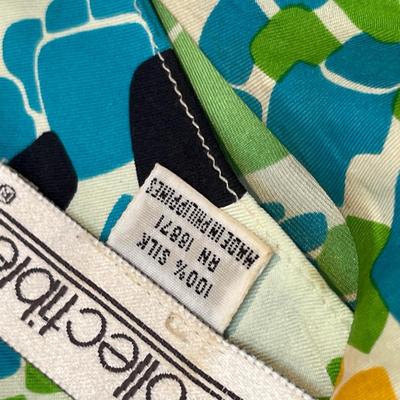 100% SILK
RN 18871
MADE IN PHILIPPINES
ollectible
®